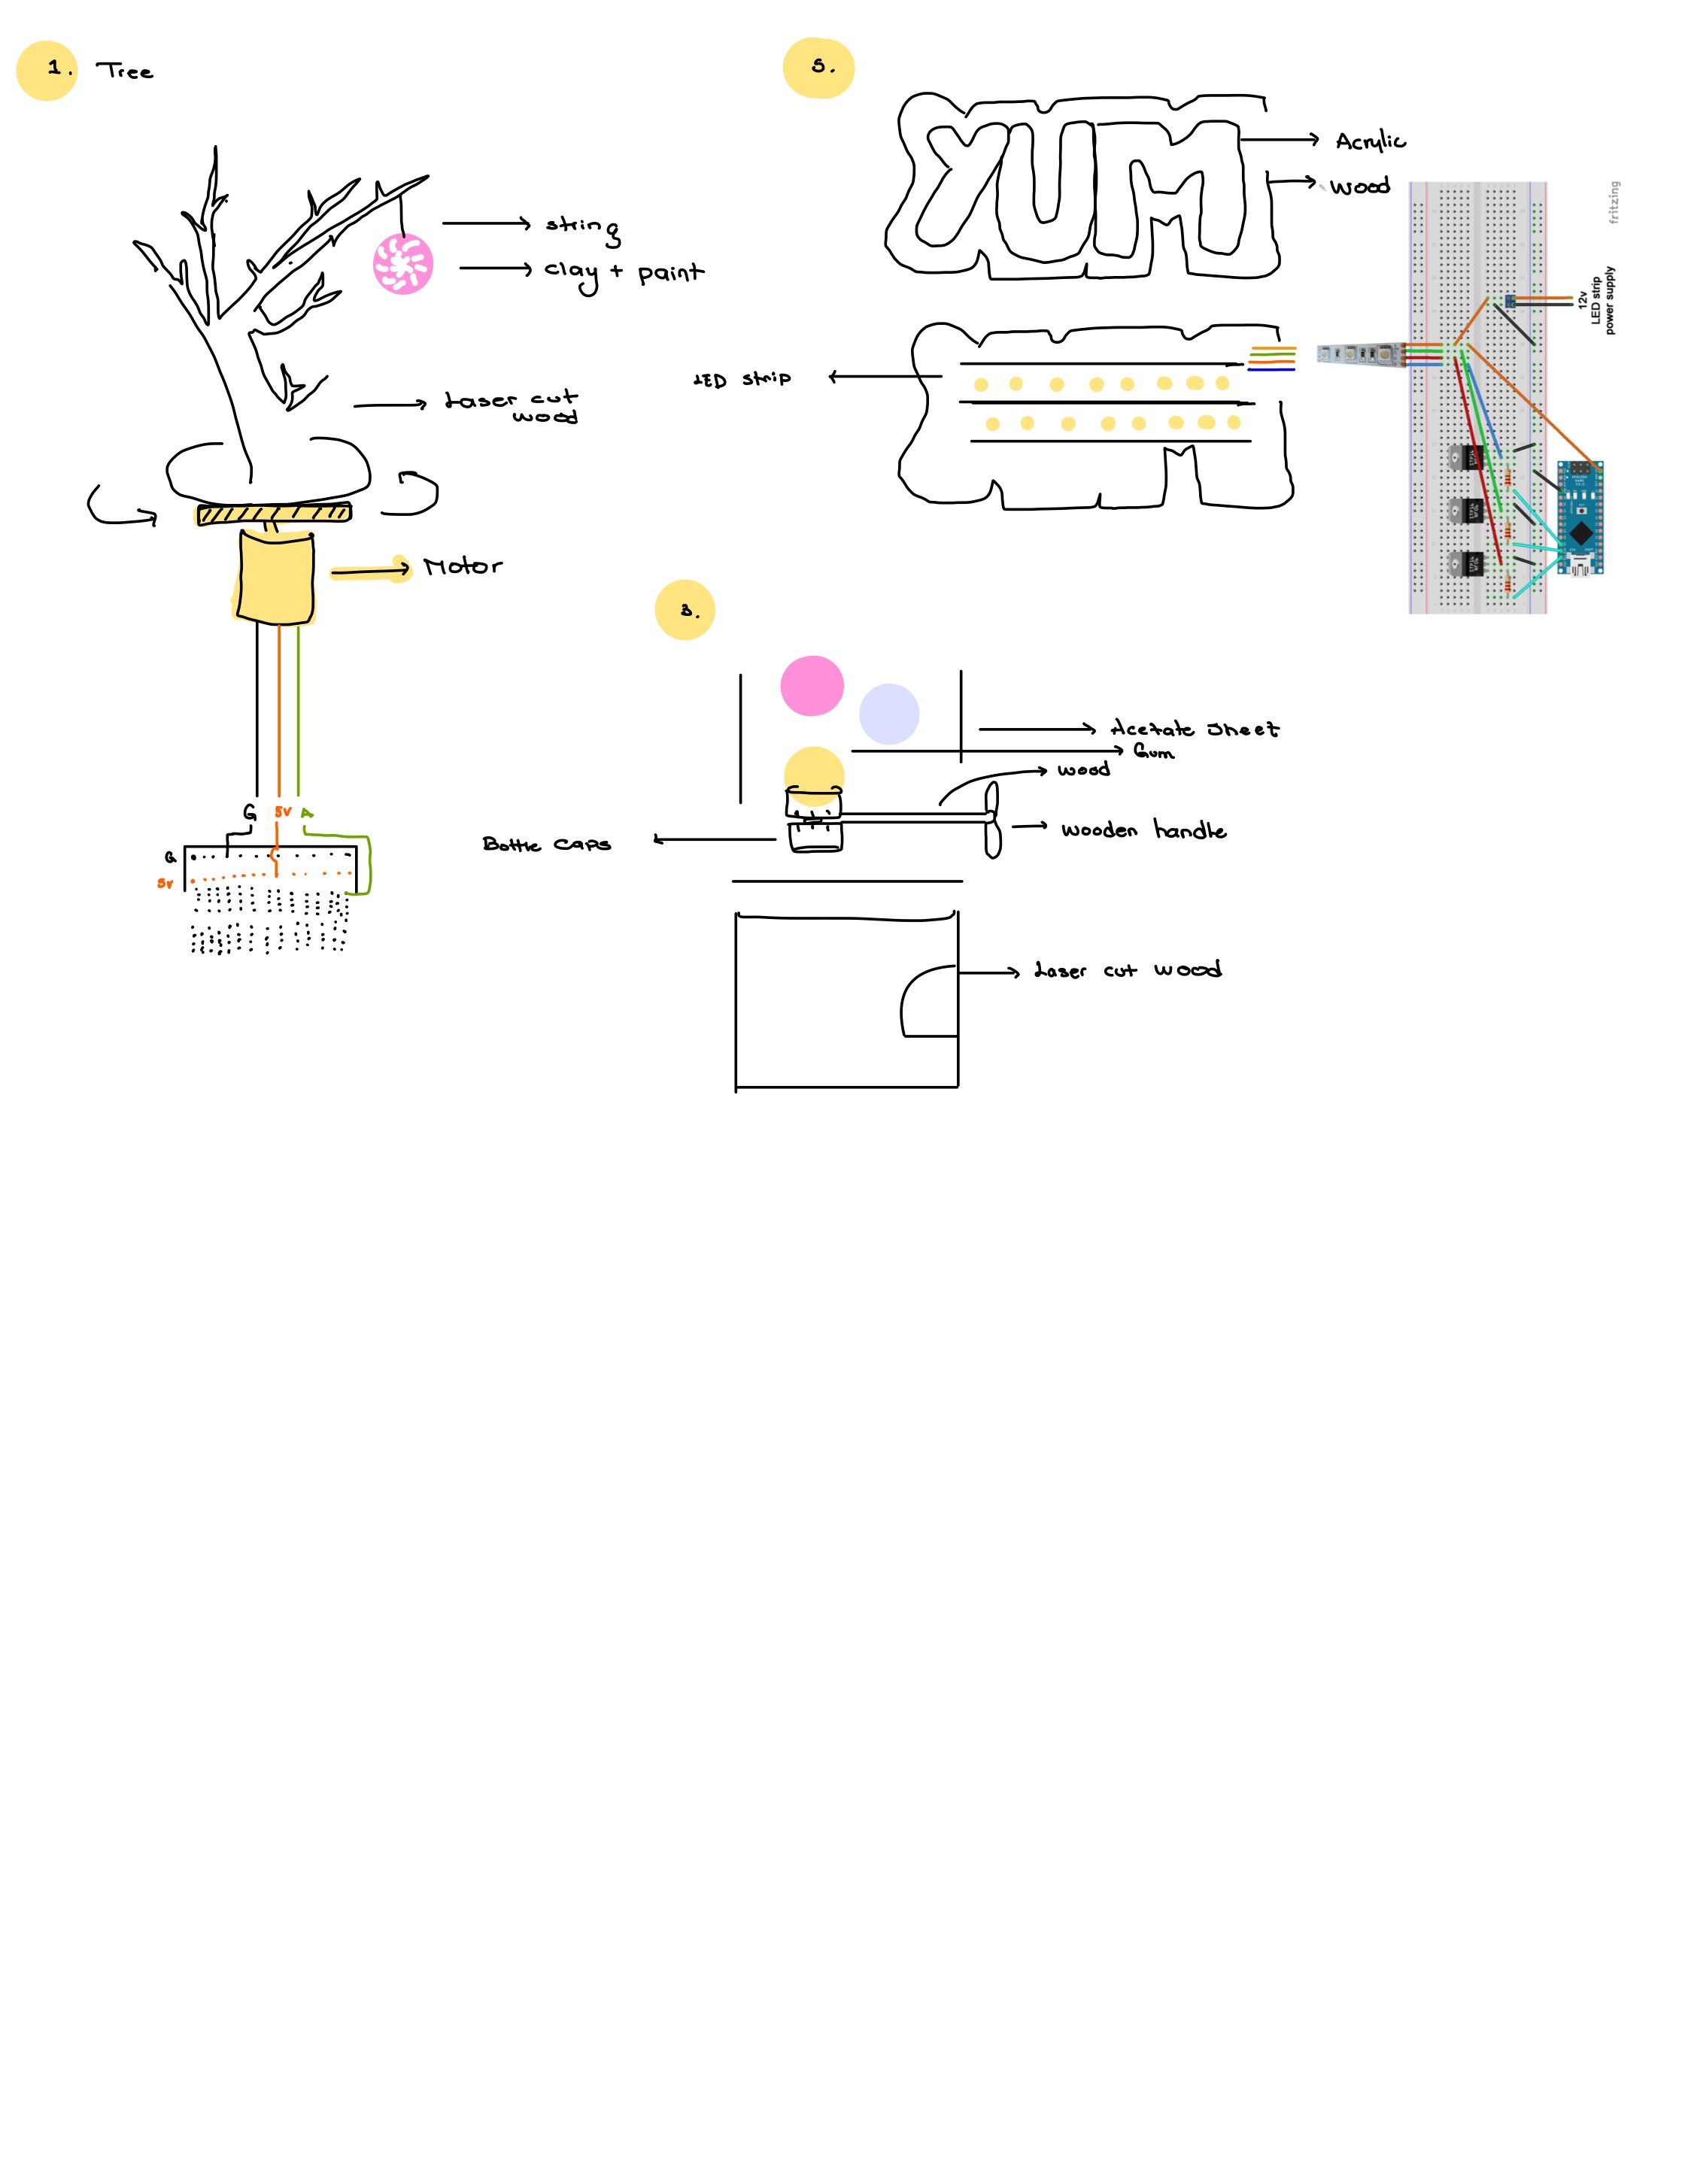 1. Tree
string
clay + paint
Laser cut
wood
Motor
G 5V A
G
5V
5.
YUM
Acrylic
wood
LED strip
12v
LED strip
power supply
fritzing
3.
Acetate sheet
Gum
wood
wooden handle
Bottle caps
Laser cut wood